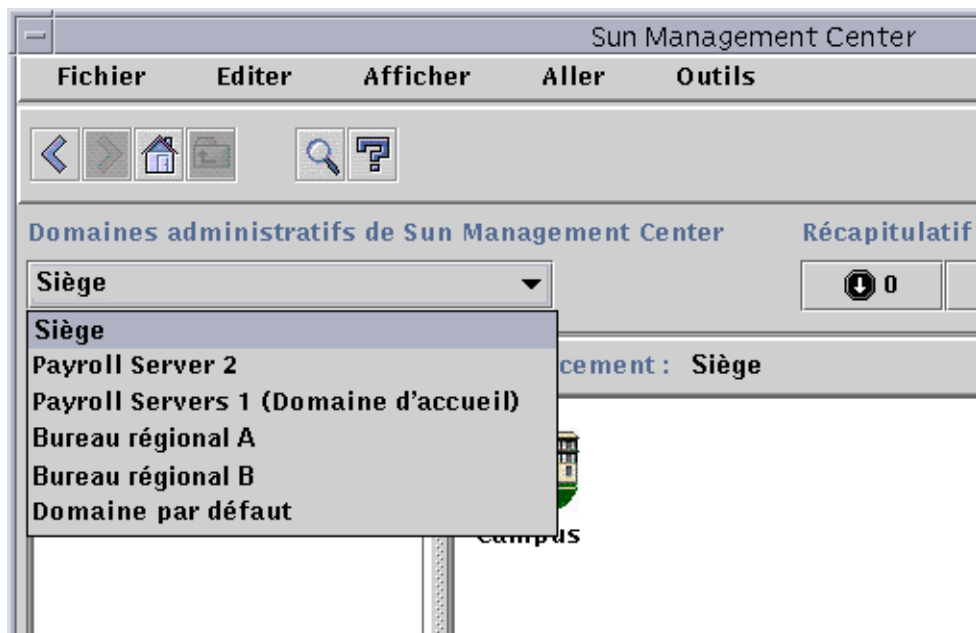 Sun Management Center
Fichier Editer Afficher Aller Outils
Domaines administratifs de Sun Management Center Récapitulatif
Siège 0
Siège
Payroll Server 2
cement : Siège
Payroll Servers 1 (Domaine d'accueil)
Bureau régional A
Bureau régional B
Domaine par défaut
Campus